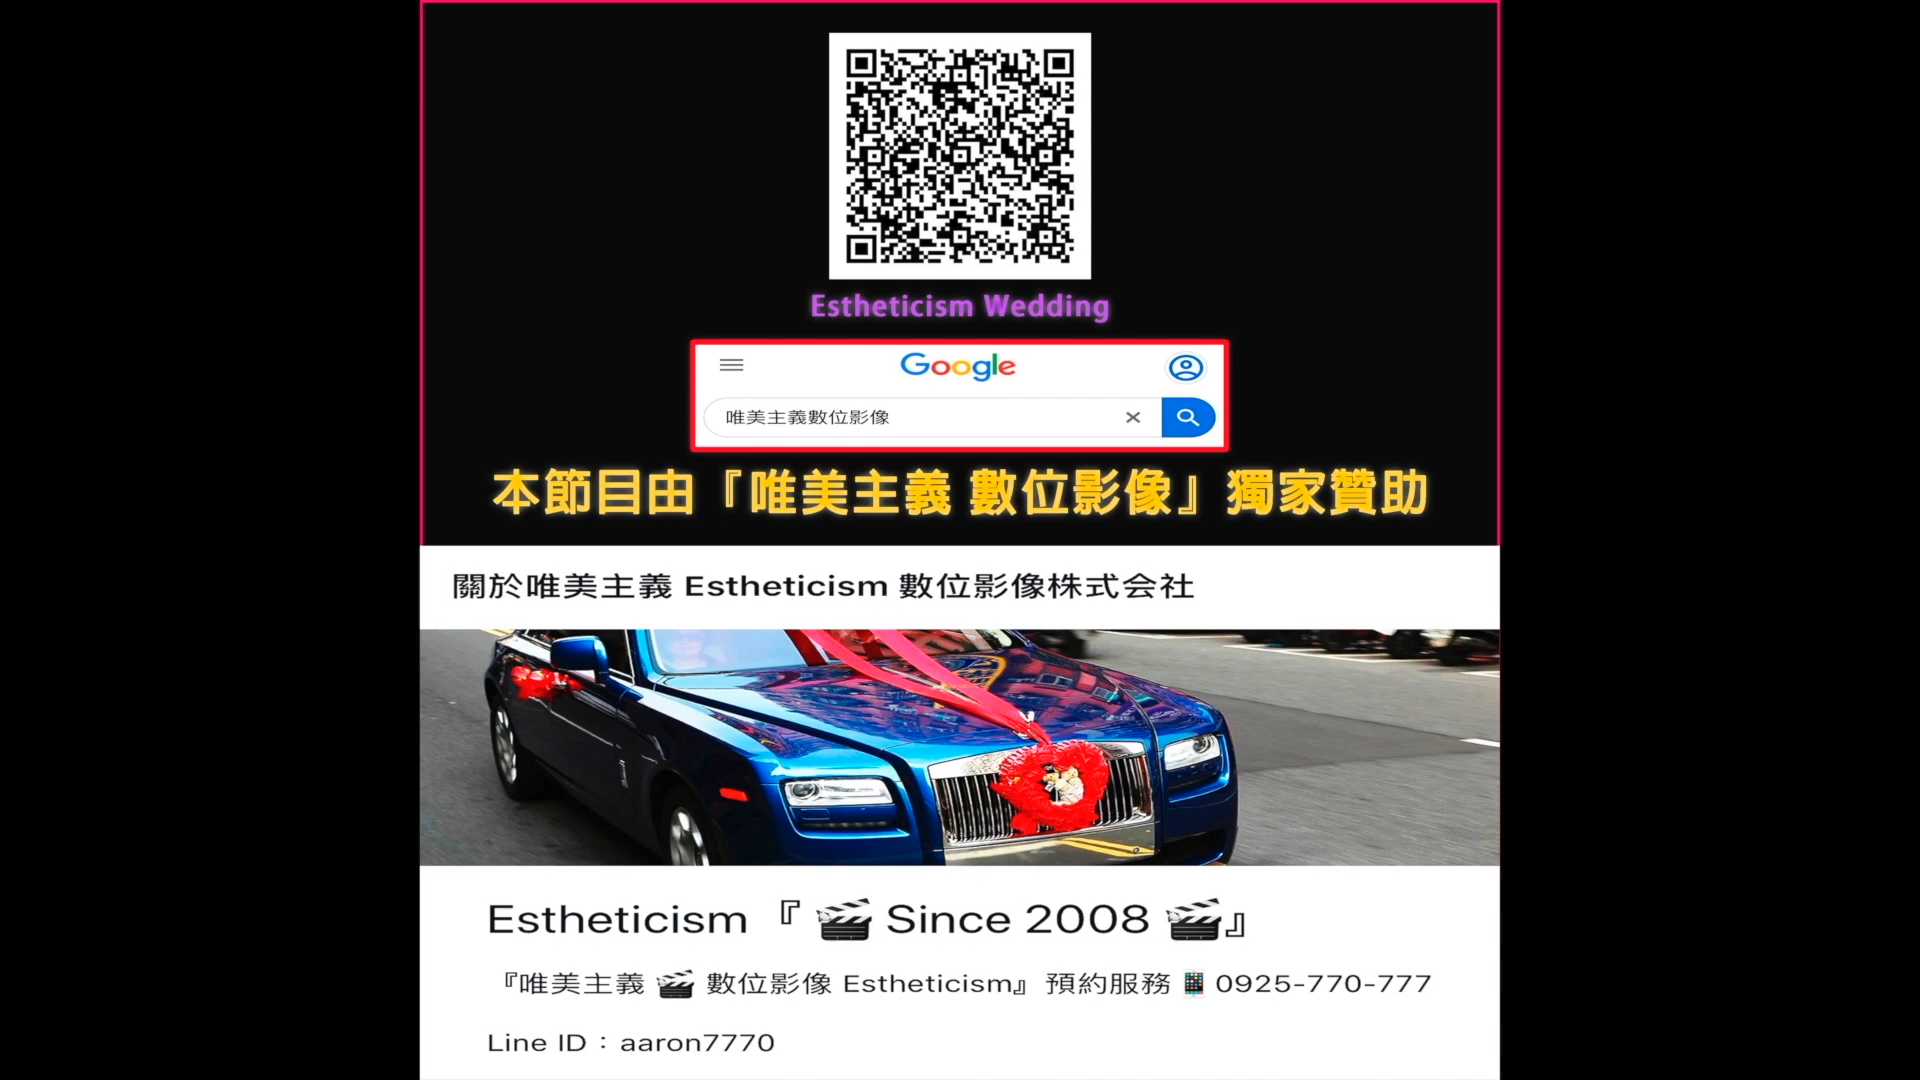 Estheticism Wedding
Google
唯美主義數位影像
本節目由『唯美主義 數位影像』獨家贊助
關於唯美主義 Estheticism 數位影像株式会社
Estheticism 『 🎬 Since 2008 🎬』
『唯美主義 🎬 數位影像 Estheticism』預約服務 📱 0925-770-777
Line ID：aaron7770